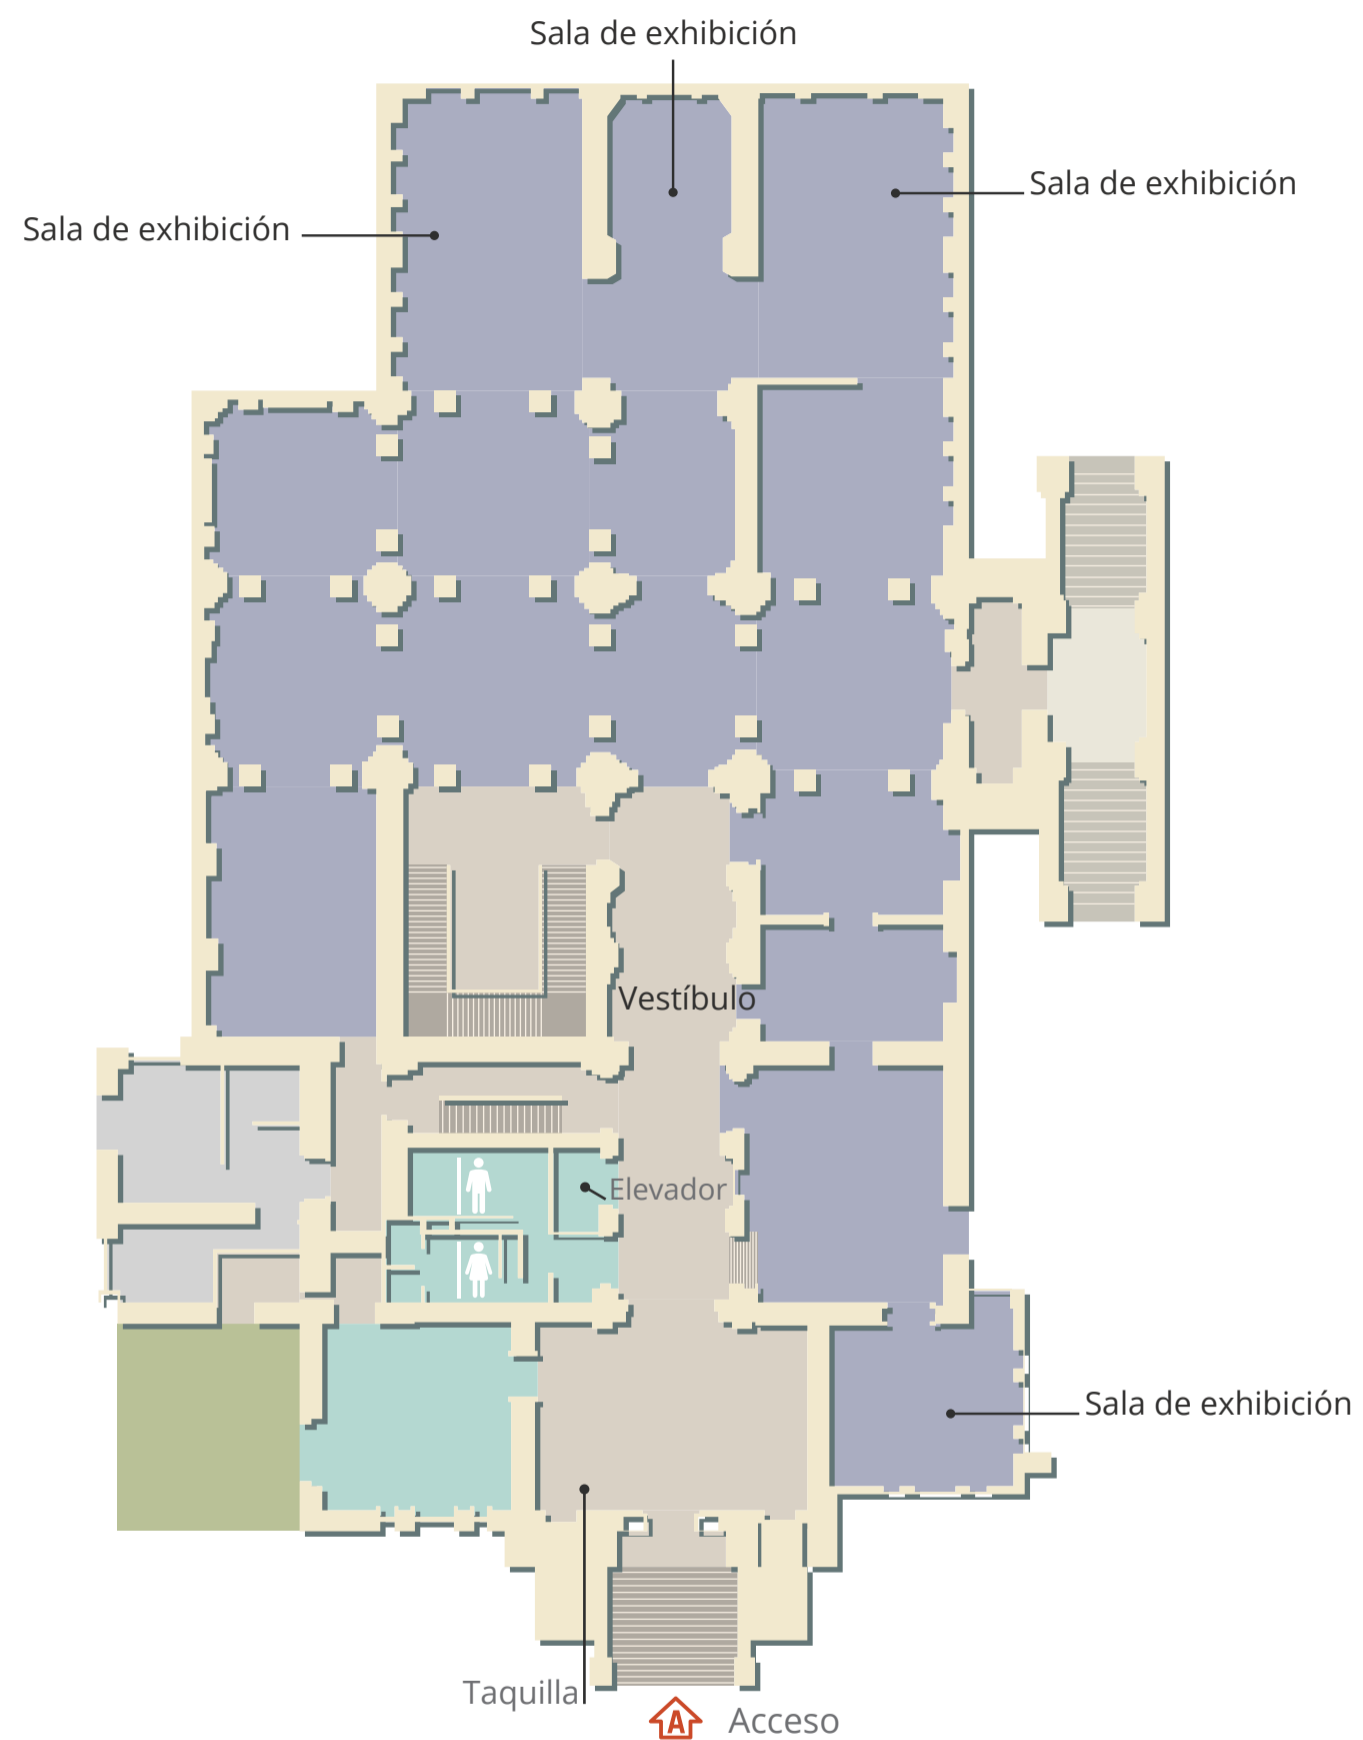 Sala de exhibición
Sala de exhibición
Sala de exhibición
Vestíbulo
Elevador
Sala de exhibición
Taquilla
A Acceso